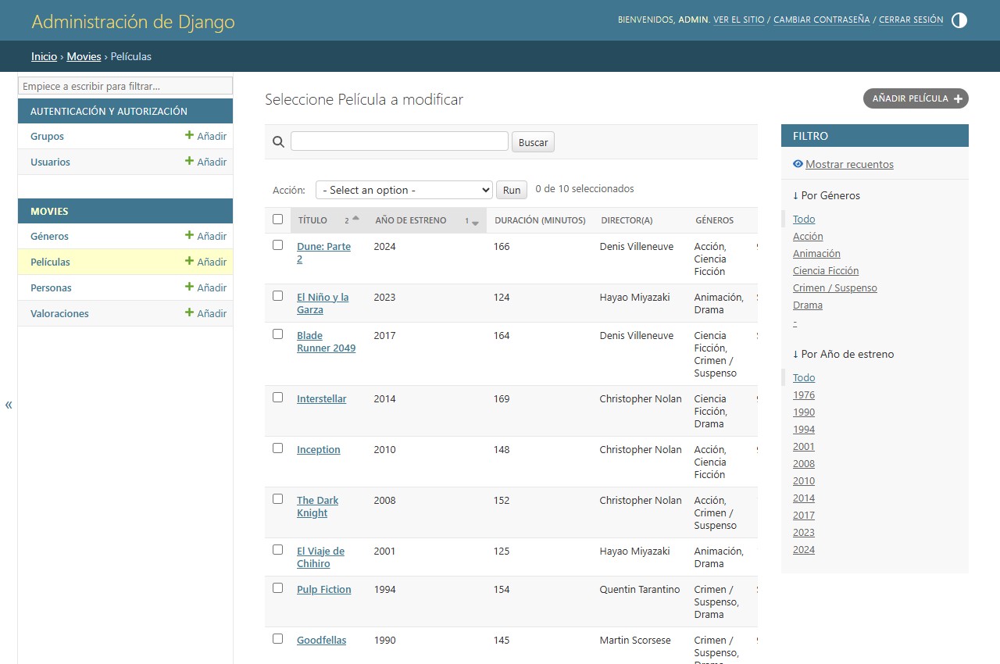 Administración de Django
BIENVENIDOS, ADMIN. VER EL SITIO / CAMBIAR CONTRASEÑA / CERRAR SESIÓN
Inicio › Movies › Películas
Empiece a escribir para filtrar...
AUTENTICACIÓN Y AUTORIZACIÓN
Grupos + Añadir
Usuarios + Añadir
MOVIES
Géneros + Añadir
Películas + Añadir
Personas + Añadir
Valoraciones + Añadir
«
Seleccione Película a modificar
AÑADIR PELÍCULA +
Buscar
Acción: - Select an option - Run 0 de 10 seleccionados
TÍTULO 2 AÑO DE ESTRENO 1 DURACIÓN (MINUTOS) DIRECTOR(A) GÉNEROS
Dune: Parte 2024 166 Denis Villeneuve Acción,
2 Ciencia
Ficción
El Niño y la 2023 124 Hayao Miyazaki Animación,
Garza Drama
Blade 2017 164 Denis Villeneuve Ciencia
Runner 2049 Ficción,
Crimen /
Suspenso
Interstellar 2014 169 Christopher Nolan Ciencia
Ficción,
Drama
Inception 2010 148 Christopher Nolan Acción,
Ciencia
Ficción
The Dark 2008 152 Christopher Nolan Acción,
Knight Crimen /
Suspenso
El Viaje de 2001 125 Hayao Miyazaki Animación,
Chihiro Drama
Pulp Fiction 1994 154 Quentin Tarantino Crimen /
Suspenso,
Drama
Goodfellas 1990 145 Martin Scorsese Crimen /
Suspenso,
FILTRO
Mostrar recuentos
↓ Por Géneros
Todo
Acción
Animación
Ciencia Ficción
Crimen / Suspenso
Drama
-
↓ Por Año de estreno
Todo
1976
1990
1994
2001
2008
2010
2014
2017
2023
2024